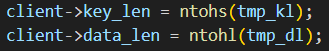 client->key_len = ntohs(tmp_kl);
client->data_len = ntohl(tmp_dl);